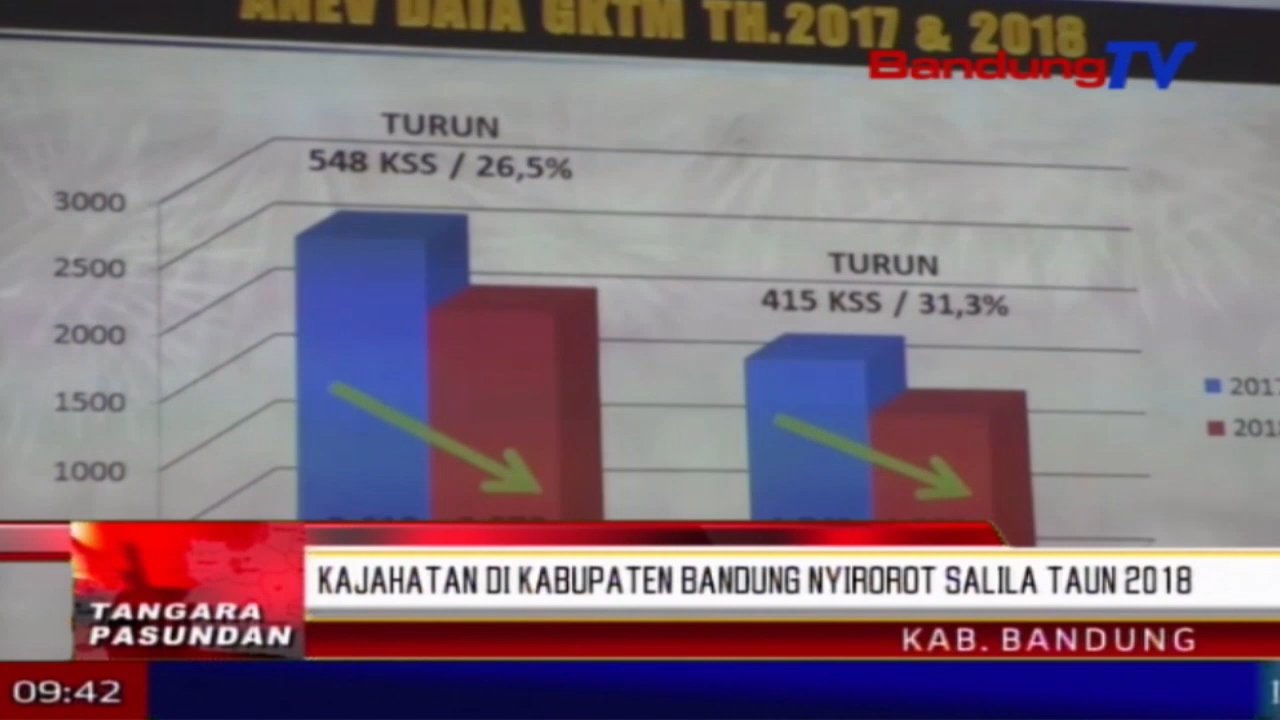 ANEV DATA GKTM TH.2017 & 2018
BandungTV
TURUN
548 KSS / 26,5%
TURUN
415 KSS / 31,3%
3000
2500
2000
1500
1000
2017
KAJAHATAN DI KABUPATEN BANDUNG NYIROROT SALILA TAUN 2018
TANGARA
PASUNDAN
KAB. BANDUNG
09:42